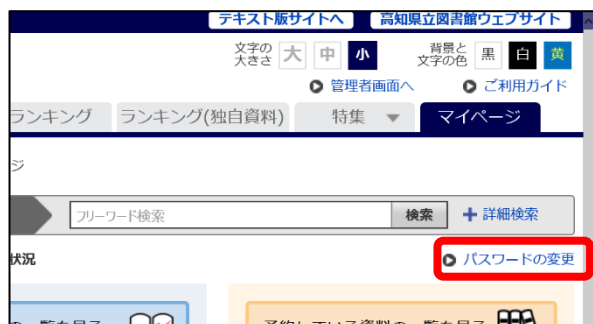 テキスト版サイトへ 高知県立図書館ウェブサイト
文字の大きさ 大 中 小 背景と文字の色 黒 白 黄
管理者画面へ ご利用ガイド
ランキング ランキング(独自資料) 特集 ▼ マイページ
ジ
フリーワード検索 検索 + 詳細検索
状況 パスワードの変更
の一覧を見る 予約している資料の一覧を見る